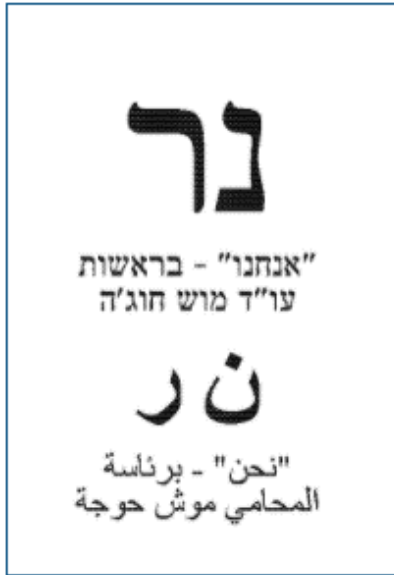 נר
"אנחנו" - בראשות
עו"ד מוש חוג'ה
ن ر
"نحن" - برئاسة
المحامي موش حوجة